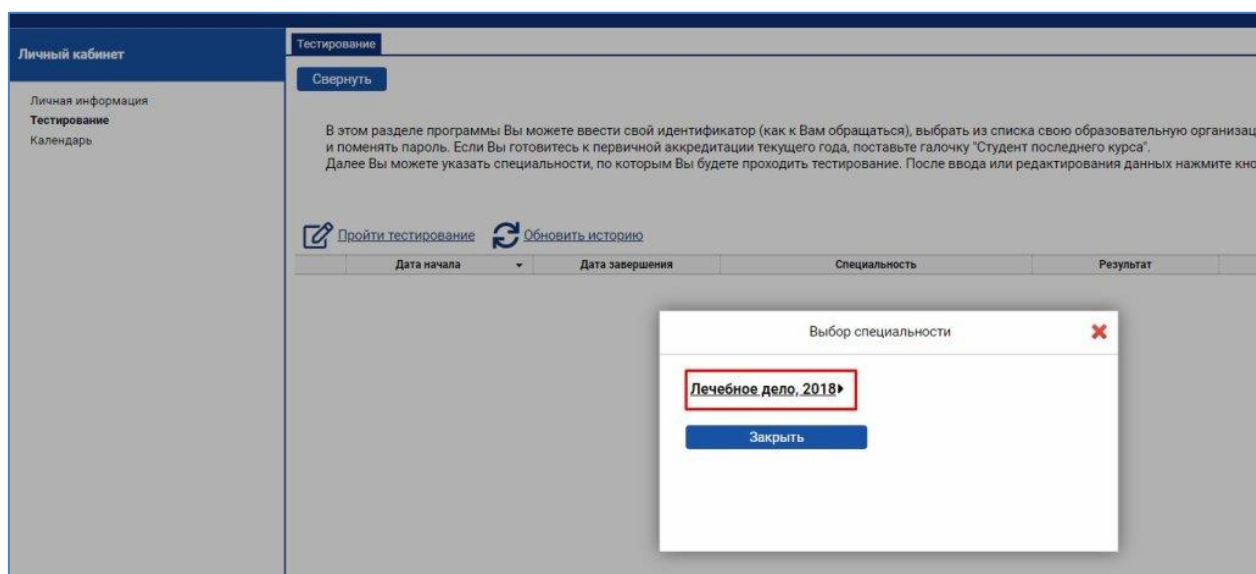 Личный кабинет
Личная информация
Тестирование
Календарь
Тестирование
Свернуть
В этом разделе программы Вы можете ввести свой идентификатор (как к Вам обращаться), выбрать из списка свою образовательную организац
и поменять пароль. Если Вы готовитесь к первичной аккредитации текущего года, поставьте галочку "Студент последнего курса".
Далее Вы можете указать специальности, по которым Вы будете проходить тестирование. После ввода или редактирования данных нажмите кно
Пройти тестирование Обновить историю
Дата начала Дата завершения Специальность Результат
Выбор специальности
Лечебное дело, 2018
Закрыть